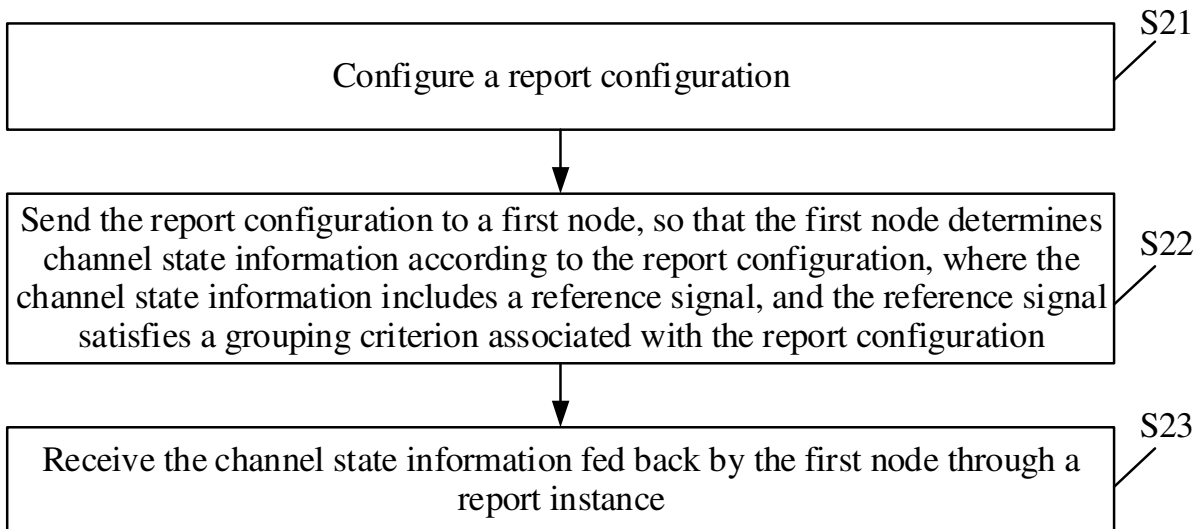 S21
Configure a report configuration
Send the report configuration to a first node, so that the first node determines
channel state information according to the report configuration, where the
channel state information includes a reference signal, and the reference signal
satisfies a grouping criterion associated with the report configuration
S22
Receive the channel state information fed back by the first node through a
report instance
S23